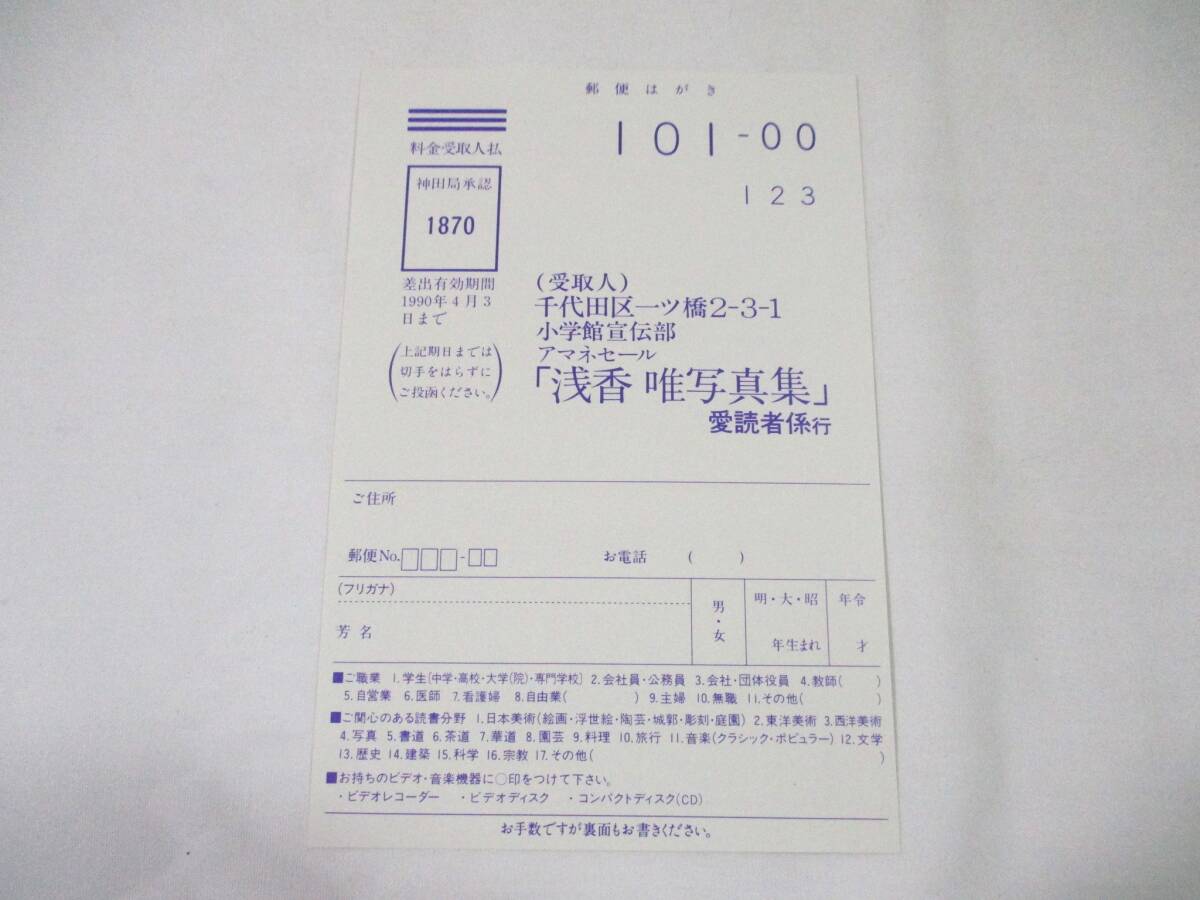 郵便はがき
101-00
123
料金受取人払
神田局承認
1870
差出有効期間
1990年4月3
日まで
(上記期日までは
切手をはらずに
ご投函ください。)
(受取人)
千代田区一ツ橋2-3-1
小学館宣伝部
アマネセール
「浅香 唯写真集」
愛読者係行
ご住所
郵便No.□□□-□□ お電話 ( )
(フリガナ)
芳名
男・女
明・大・昭
年生まれ
年令
才
■ご職業 1.学生〔中学・高校・大学(院)・専門学校〕 2.会社員・公務員 3.会社・団体役員 4.教師( )
5.自営業 6.医師 7.看護婦 8.自由業( ) 9.主婦 10.無職 11.その他( )
■ご関心のある読書分野 1.日本美術(絵画・浮世絵・陶芸・城郭・彫刻・庭園) 2.東洋美術 3.西洋美術
4.写真 5.書道 6.茶道 7.華道 8.園芸 9.料理 10.旅行 11.音楽(クラシック・ポピュラー) 12.文学
13.歴史 14.建築 15.科学 16.宗教 17.その他( )
■お持ちのビデオ・音楽機器に○印をつけて下さい。
・ビデオレコーダー ・ビデオディスク ・コンパクトディスク(CD)
お手数ですが裏面もお書きください。